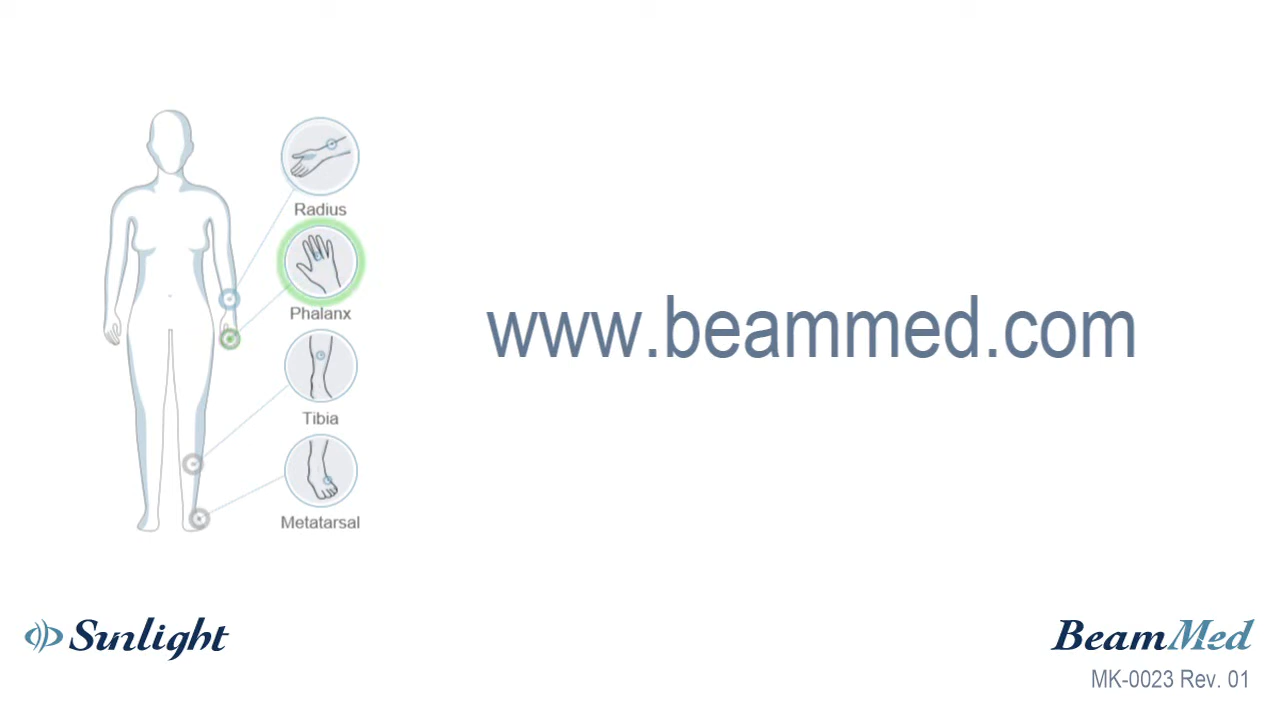 Radius
Phalanx
Tibia
Metatarsal
www.beammed.com
Sunlight
BeamMed
MK-0023 Rev. 01